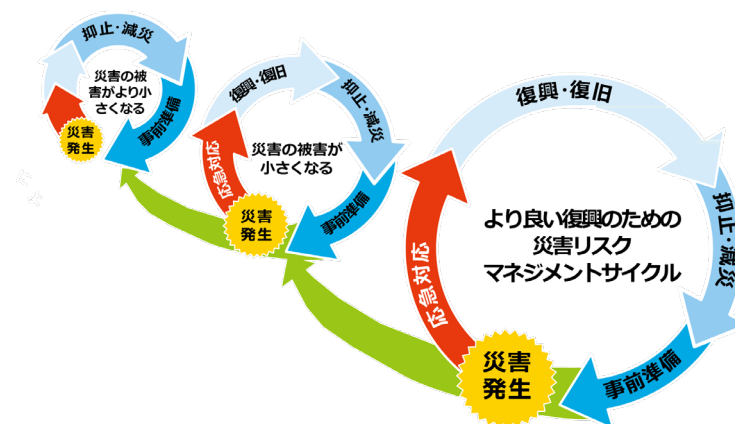 抑止・減災
災害の被
害がより小
さくなる
災害
発生
事前準備
復興・復旧
抑止・減災
応急対応
災害の被害が
小さくなる
災害
発生
事前準備
復興・復旧
抑止・減災
応急対応
より良い復興のための
災害リスク
マネジメントサイクル
災害
発生
事前準備